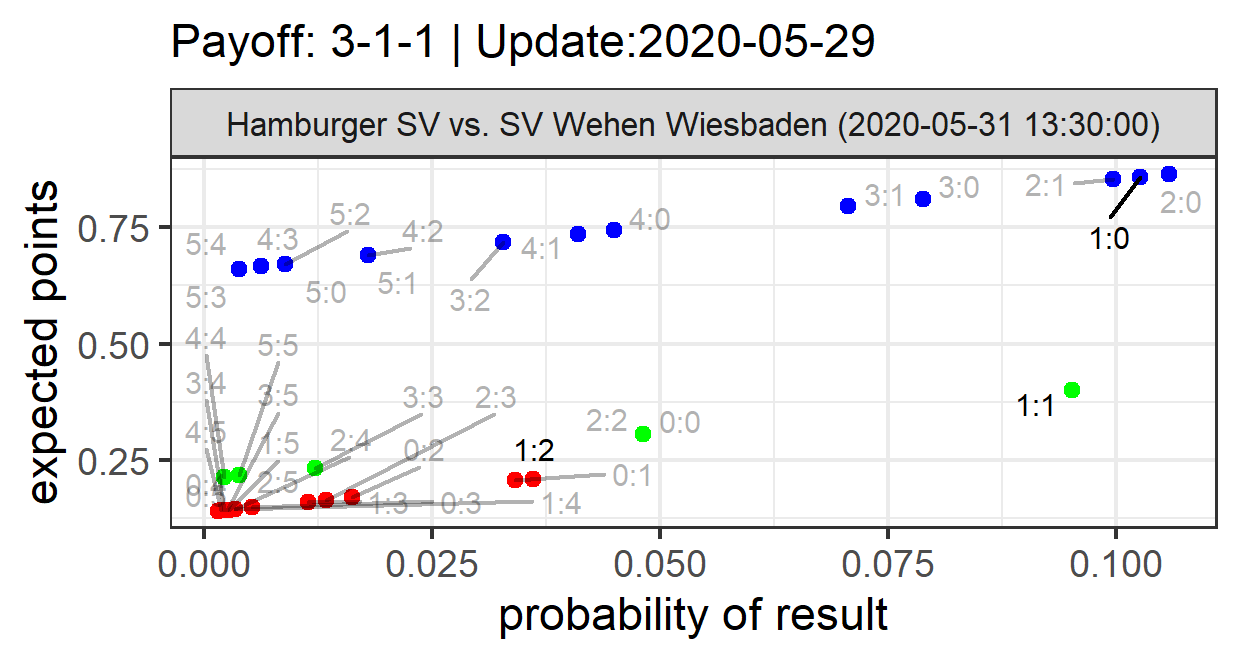 Payoff: 3-1-1 | Update:2020-05-29
Hamburger SV vs. SV Wehen Wiesbaden (2020-05-31 13:30:00)
expected points
0.75
0.50
0.25
5:4 4:3 5:2 4:2 4:1 4:0 3:1 3:0 2:1 2:0
1:0
5:3 5:0 5:1 3:2
4:4 5:5
3:4 3:5 3:3 2:3 2:2 0:0 1:1
4:5 1:5 2:4 0:2 1:2 0:1
2:5 1:3 0:3 1:4
0.000 0.025 0.050 0.075 0.100
probability of result